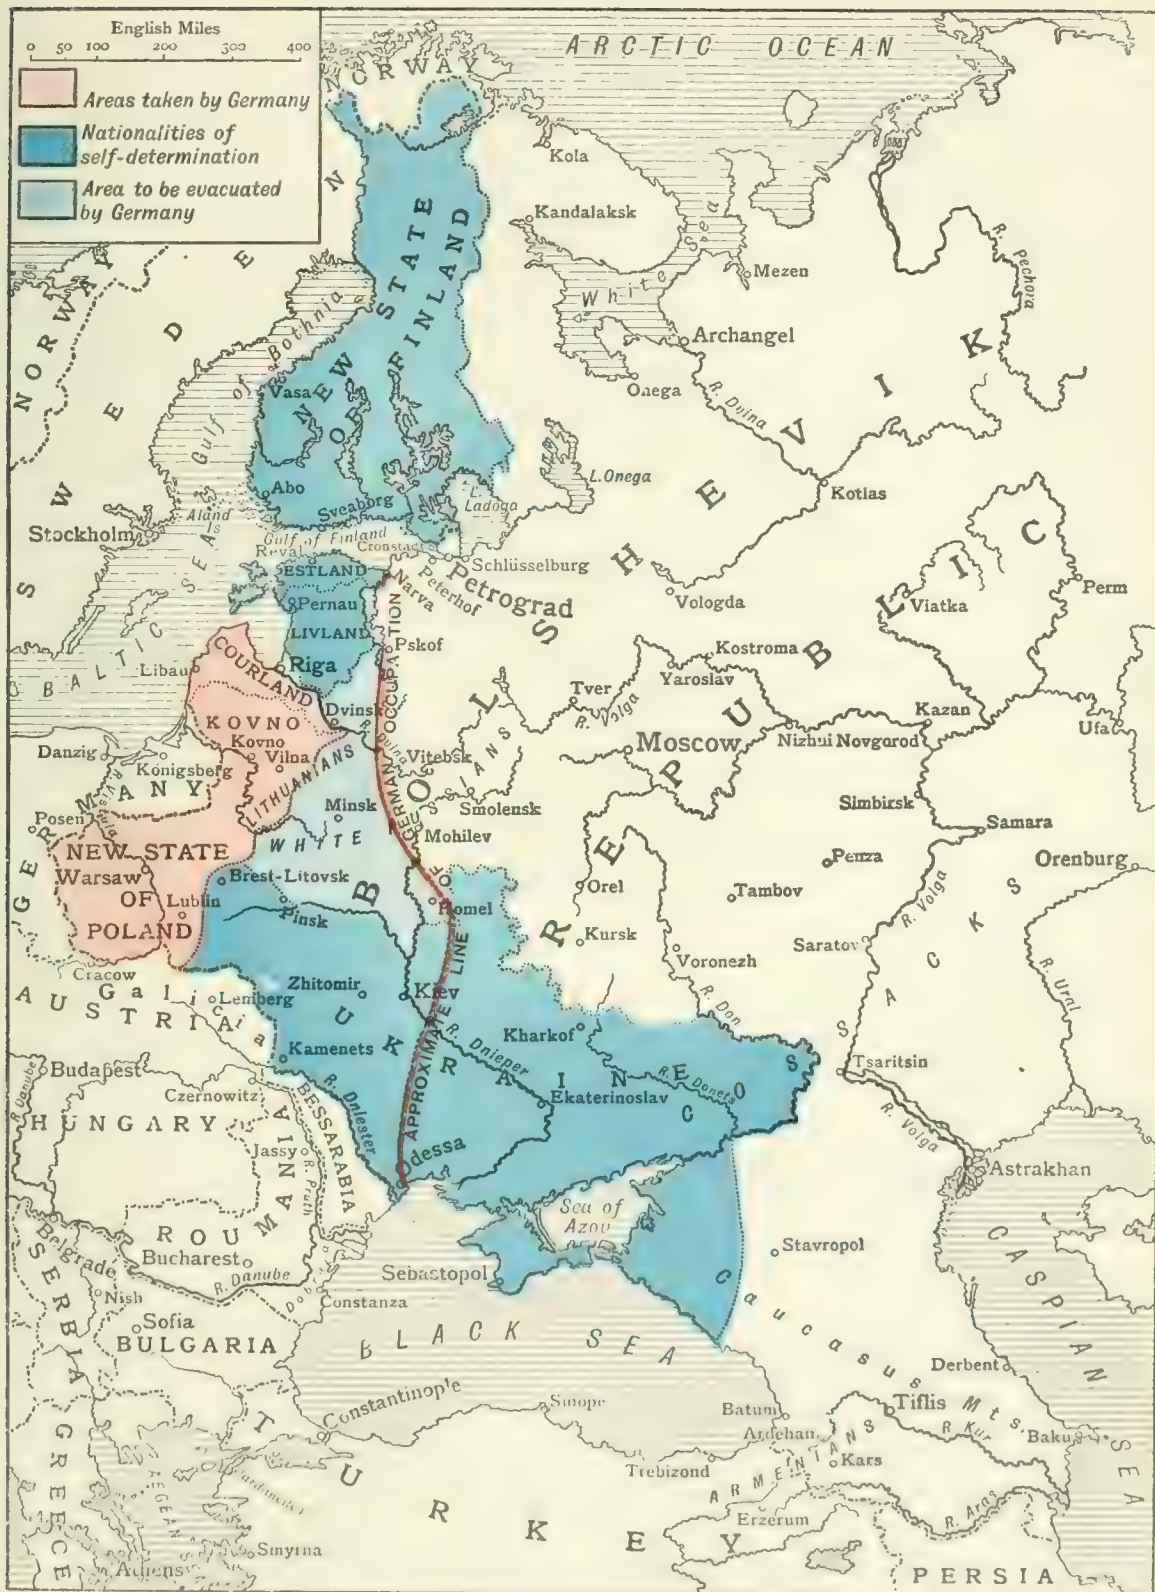 English Miles
0 50 100 200 300 400
Areas taken by Germany
Nationalities of
self-determination
Area to be evacuated
by Germany
ARCTIC OCEAN
NORWAY
Kola
Kandalaksk
White Sea
Mezen
R. Pechora
NORWAY
SWEDEN
Gulf of Bothnia
NEW STATE
OF FINLAND
Archangel
Onega
R. Dvina
Vasa
L. Onega
Kotlas
Abo
Sveaborg
L. Ladoga
Aland Is
Stockholm
Gulf of Finland
Reval
Cronstadt
Schlüsselburg
ESTLAND
Narva
Peterhof
Petrograd
Vologda
Viatka
Perm
Pernau
LIVLAND
Pskof
BALTIC SEA
COURLAND
Riga
Libau
Kostroma
Yaroslav
Tver
R. Volga
Kazan
Ufa
KOVNO
Dvinsk
R. Duina
Danzig
Kovno
Vilna
Königsberg
Vitebsk
Moscow
Nizhni Novgorod
GERMANY
LITHUANIANS
Minsk
Smolensk
Simbirsk
Posen
R. Vistula
WHITE RUSSIANS
Mohilev
Samara
NEW STATE
OF
POLAND
Warsaw
Lublin
Brest-Litovsk
Pinsk
Homel
Orel
Penza
Tambov
Orenburg
Kursk
Saratov
R. Volga
Voronezh
R. Ural
Cracow
Galicia
Lemberg
AUSTRIA
Zhitomir
Kiev
R. Don
BOLSHEVIK
REPUBLIC
COSSACKS
UKRAINE
Kharkof
R. Dnieper
Kamenets
R. Donets
Tsaritsin
Budapest
R. Danube
Czernowitz
HUNGARY
R. Dniester
Ekaterinoslav
R. Volga
BESSARABIA
Jassy
R. Pruth
Odessa
APPROXIMATE LINE OF GERMAN OCCUPATION
Astrakhan
ROUMANIA
Sea of
Azov
Belgrade
Bucharest
R. Danube
Stavropol
Sebastopol
SERBIA
Nish
Constanza
Sofia
BULGARIA
BLACK SEA
Caucasus Mts.
CASPIAN SEA
Derbent
Constantinople
Sinope
Batum
Tiflis
Ardehan
R. Kur
Baku
Trebizond
ARMENIANS
Kars
GREECE
AEGEAN
TURKEY
Erzerum
R. Aras
Smyrna
Athens
PERSIA